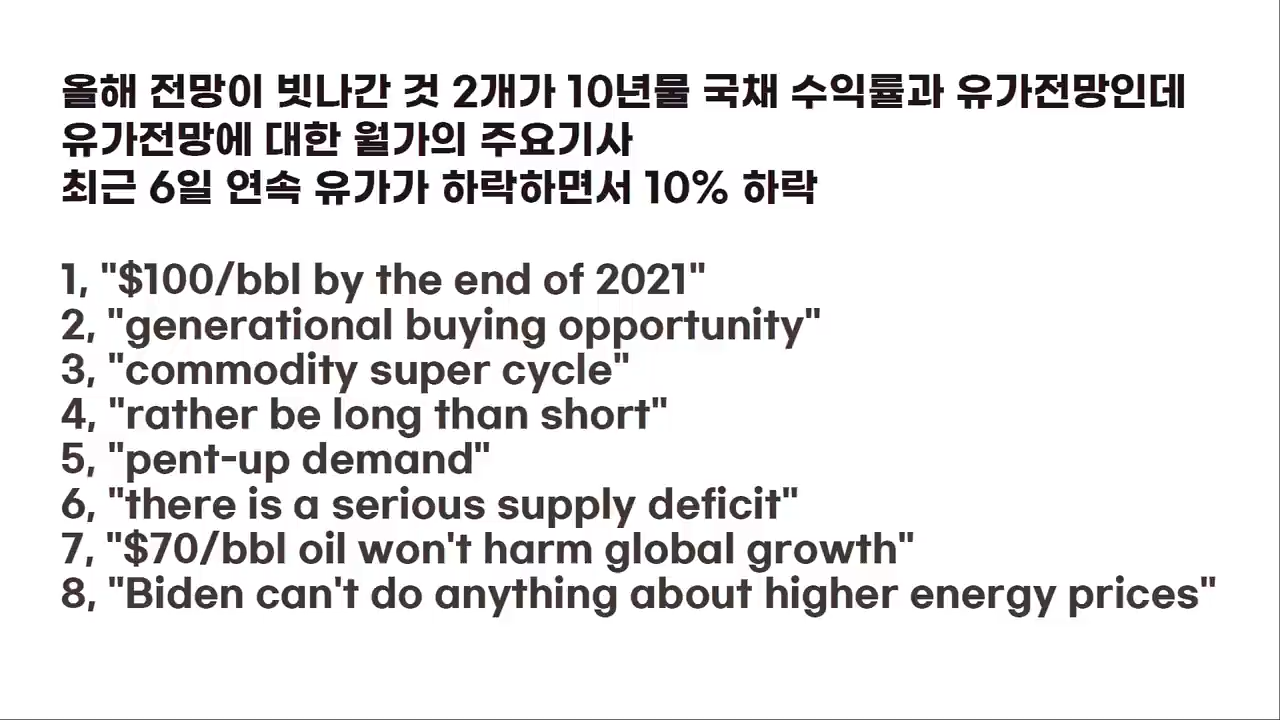 올해 전망이 빗나간 것 2개가 10년물 국채 수익률과 유가전망인데
유가전망에 대한 월가의 주요기사
최근 6일 연속 유가가 하락하면서 10% 하락
1, "$100/bbl by the end of 2021"
2, "generational buying opportunity"
3, "commodity super cycle"
4, "rather be long than short"
5, "pent-up demand"
6, "there is a serious supply deficit"
7, "$70/bbl oil won't harm global growth"
8, "Biden can't do anything about higher energy prices"